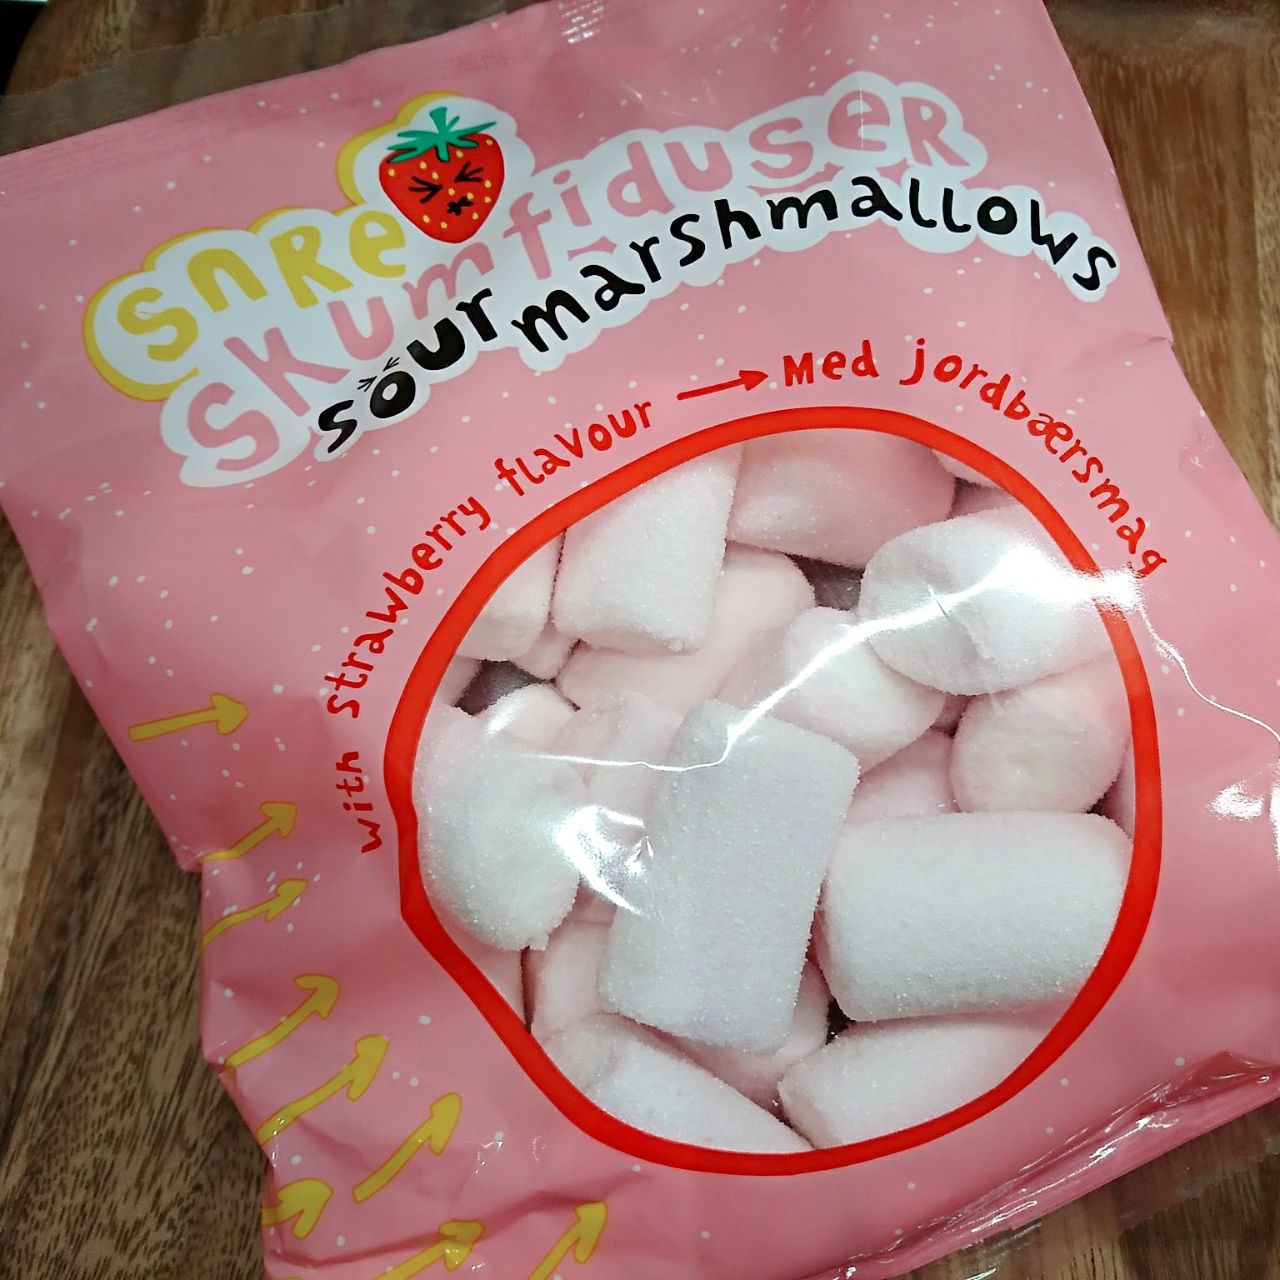 snRe
skumfiduseR
sour marshmallows
with strawberry flavour → Med jordbærsmag